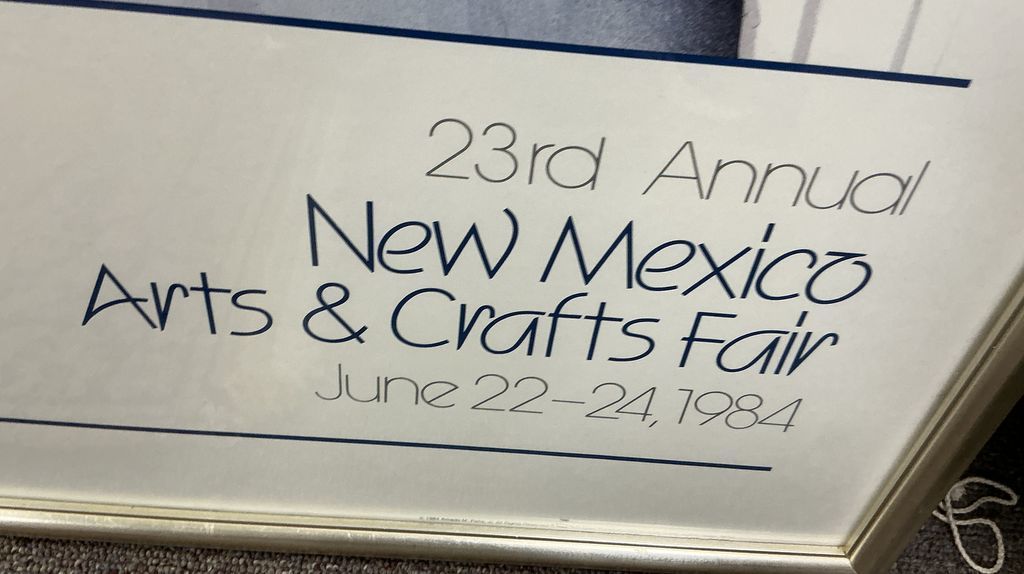 23rd Annual
New Mexico
Arts & Crafts Fair
June 22-24, 1984